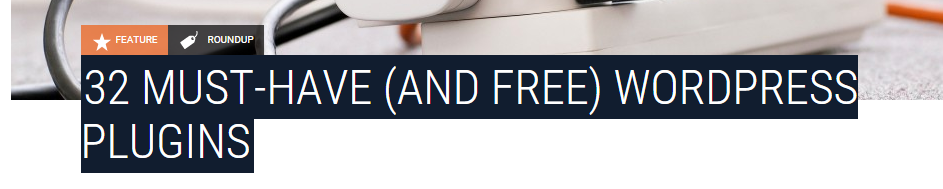 FEATURE ROUNDUP
32 MUST-HAVE (AND FREE) WORDPRESS
PLUGINS